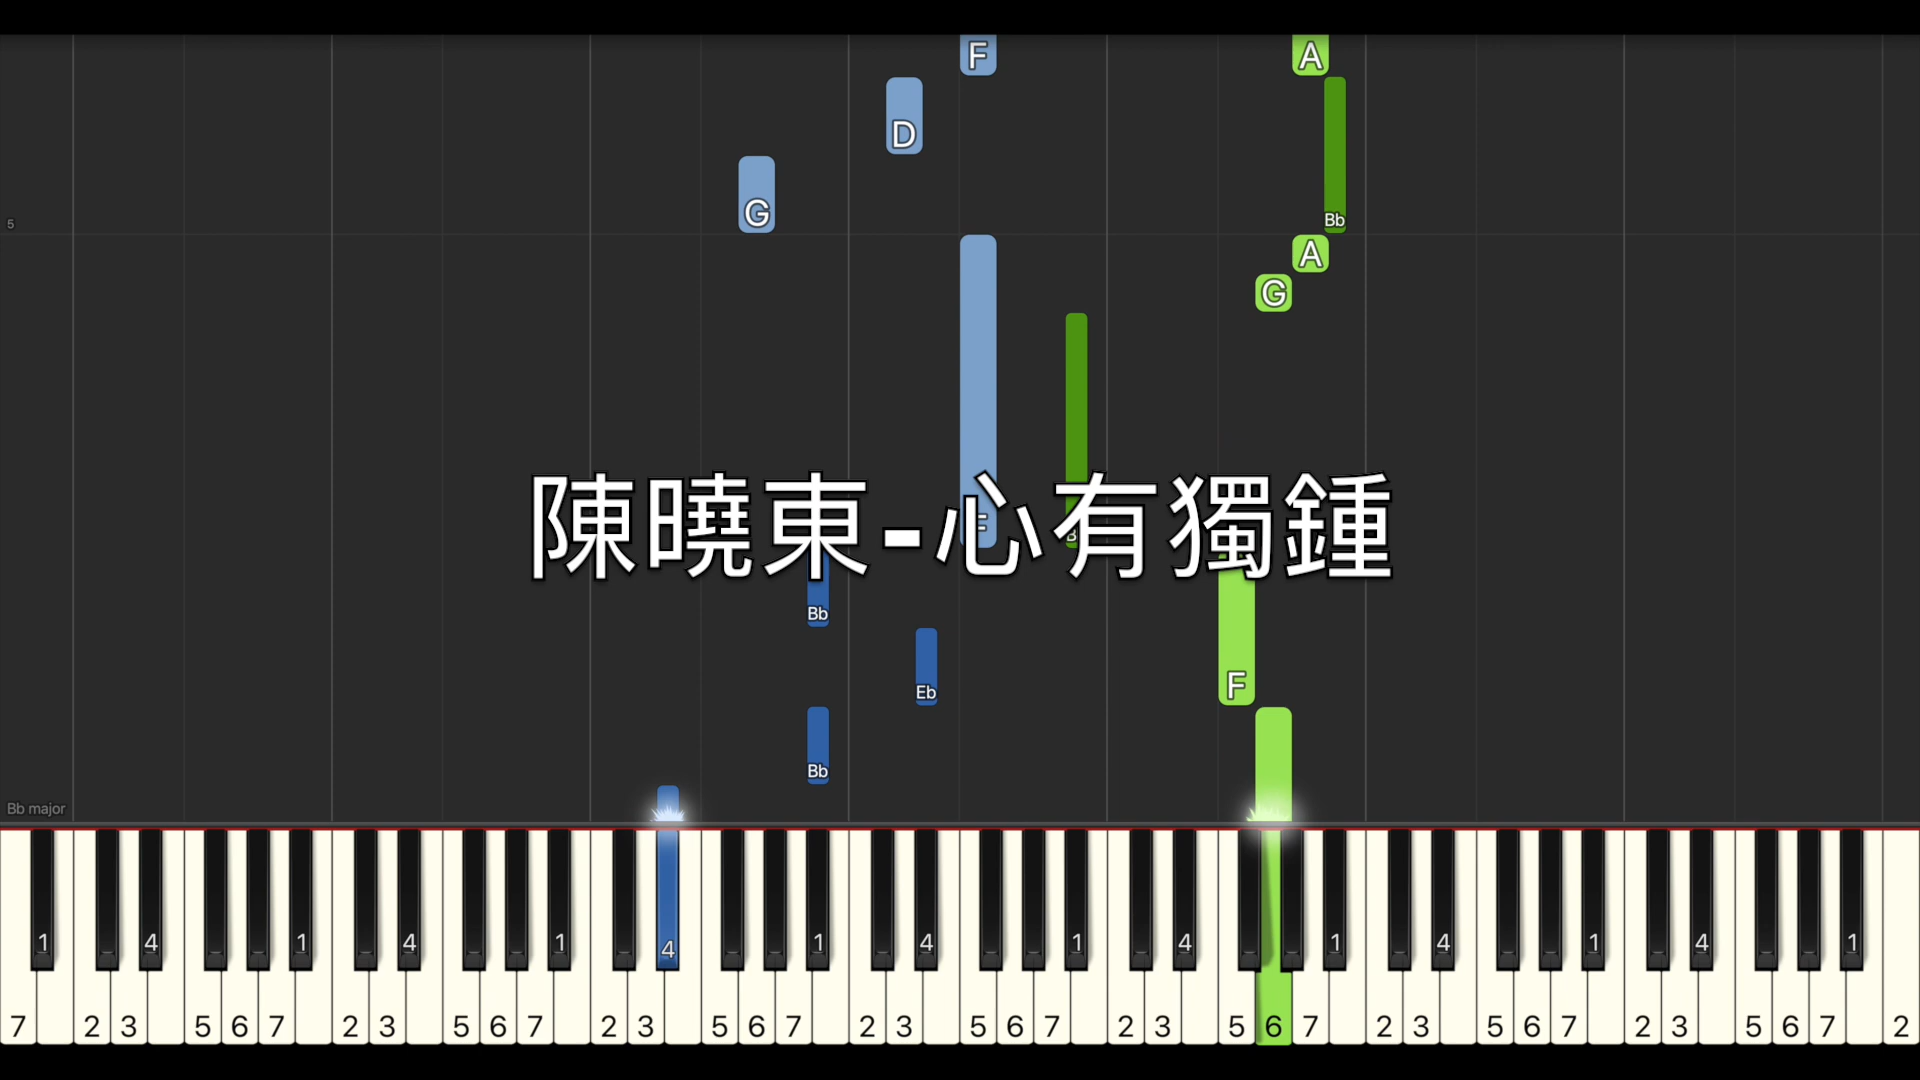 F A
D
G
5 Bb
A
G
陳曉東-心有獨鍾
Bb
F
Eb
Bb
Bb major
1 4 1 4 1 4 1 4 1 4 1 4 1 4 1
7 2 3 5 6 7 2 3 5 6 7 2 3 5 6 7 2 3 5 6 7 2 3 5 6 7 2 3 5 6 7 2 3 5 6 7 2